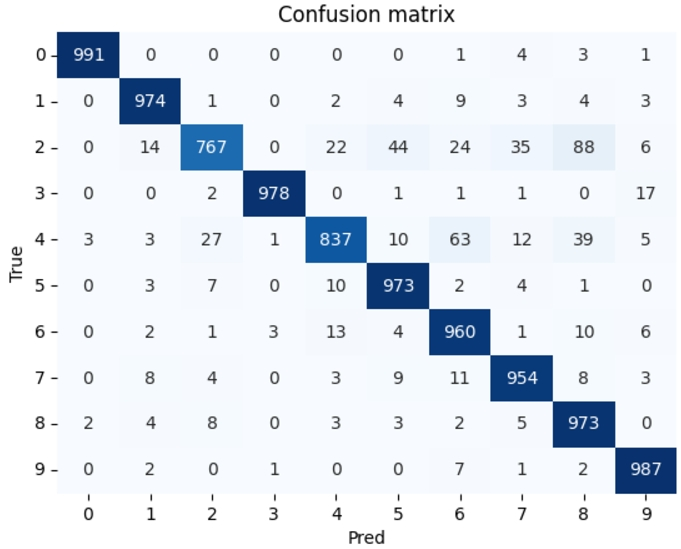 Confusion matrix
0 991 0 0 0 0 0 1 4 3 1
1 0 974 1 0 2 4 9 3 4 3
2 0 14 767 0 22 44 24 35 88 6
3 0 0 2 978 0 1 1 1 0 17
4 3 3 27 1 837 10 63 12 39 5
5 0 3 7 0 10 973 2 4 1 0
6 0 2 1 3 13 4 960 1 10 6
7 0 8 4 0 3 9 11 954 8 3
8 2 4 8 0 3 3 2 5 973 0
9 0 2 0 1 0 0 7 1 2 987
0 1 2 3 4 5 6 7 8 9
Pred
True